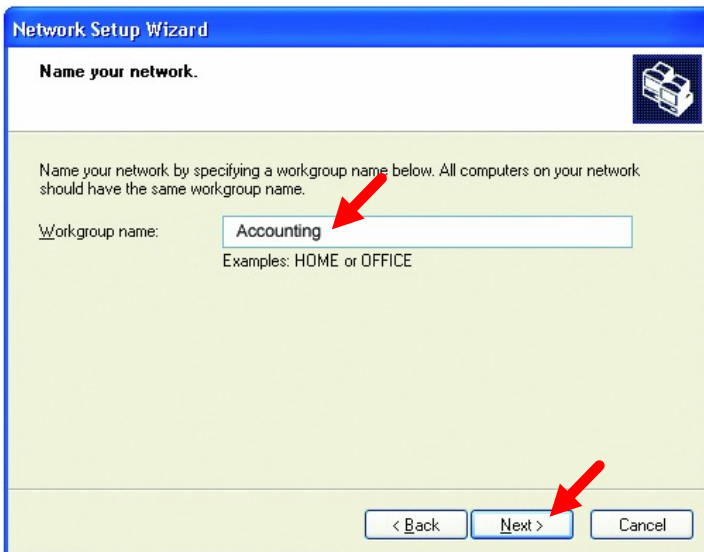 Network Setup Wizard
Name your network.
Name your network by specifying a workgroup name below. All computers on your network
should have the same workgroup name.
Workgroup name: Accounting
Examples: HOME or OFFICE
< Back Next > Cancel